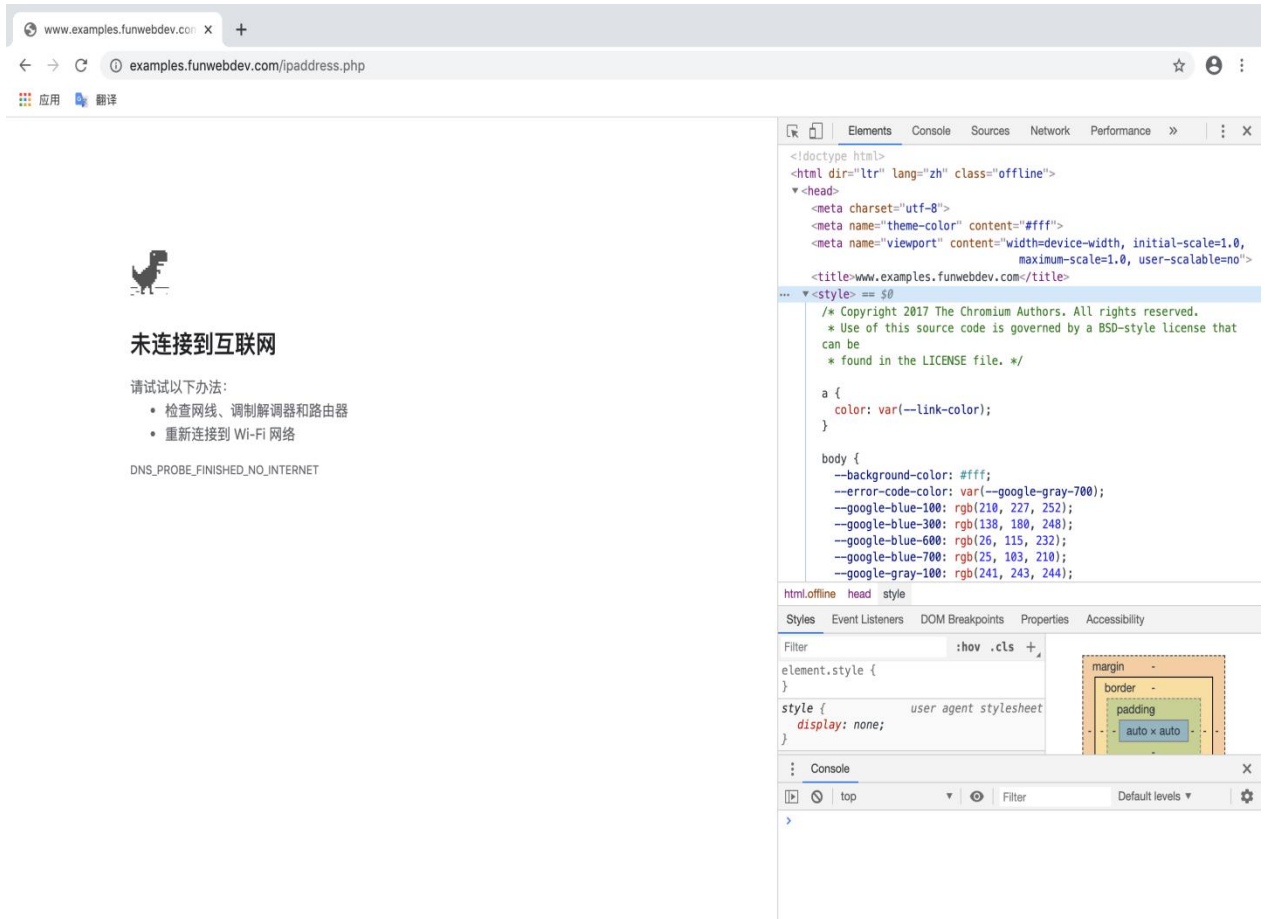 www.examples.funwebdev.con
examples.funwebdev.com/ipaddress.php
应用 翻译
未连接到互联网
请试试以下办法：
• 检查网线、调制解调器和路由器
• 重新连接到 Wi-Fi 网络
DNS_PROBE_FINISHED_NO_INTERNET
Elements Console Sources Network Performance »
<!doctype html>
<html dir="ltr" lang="zh" class="offline">
▼<head>
<meta charset="utf-8">
<meta name="theme-color" content="#fff">
<meta name="viewport" content="width=device-width, initial-scale=1.0,
maximum-scale=1.0, user-scalable=no">
<title>www.examples.funwebdev.com</title>
... ▼<style> == $0
/* Copyright 2017 The Chromium Authors. All rights reserved.
* Use of this source code is governed by a BSD-style license that
can be
* found in the LICENSE file. */
a {
color: var(--link-color);
}
body {
--background-color: #fff;
--error-code-color: var(--google-gray-700);
--google-blue-100: rgb(210, 227, 252);
--google-blue-300: rgb(138, 180, 248);
--google-blue-600: rgb(26, 115, 232);
--google-blue-700: rgb(25, 103, 210);
--google-gray-100: rgb(241, 243, 244);
html.offline head style
Styles Event Listeners DOM Breakpoints Properties Accessibility
Filter :hov .cls +
element.style {
}
style { user agent stylesheet
display: none;
}
margin -
border -
padding
- - - auto × auto - - -
-
Console
top ▼ Filter Default levels ▼
>